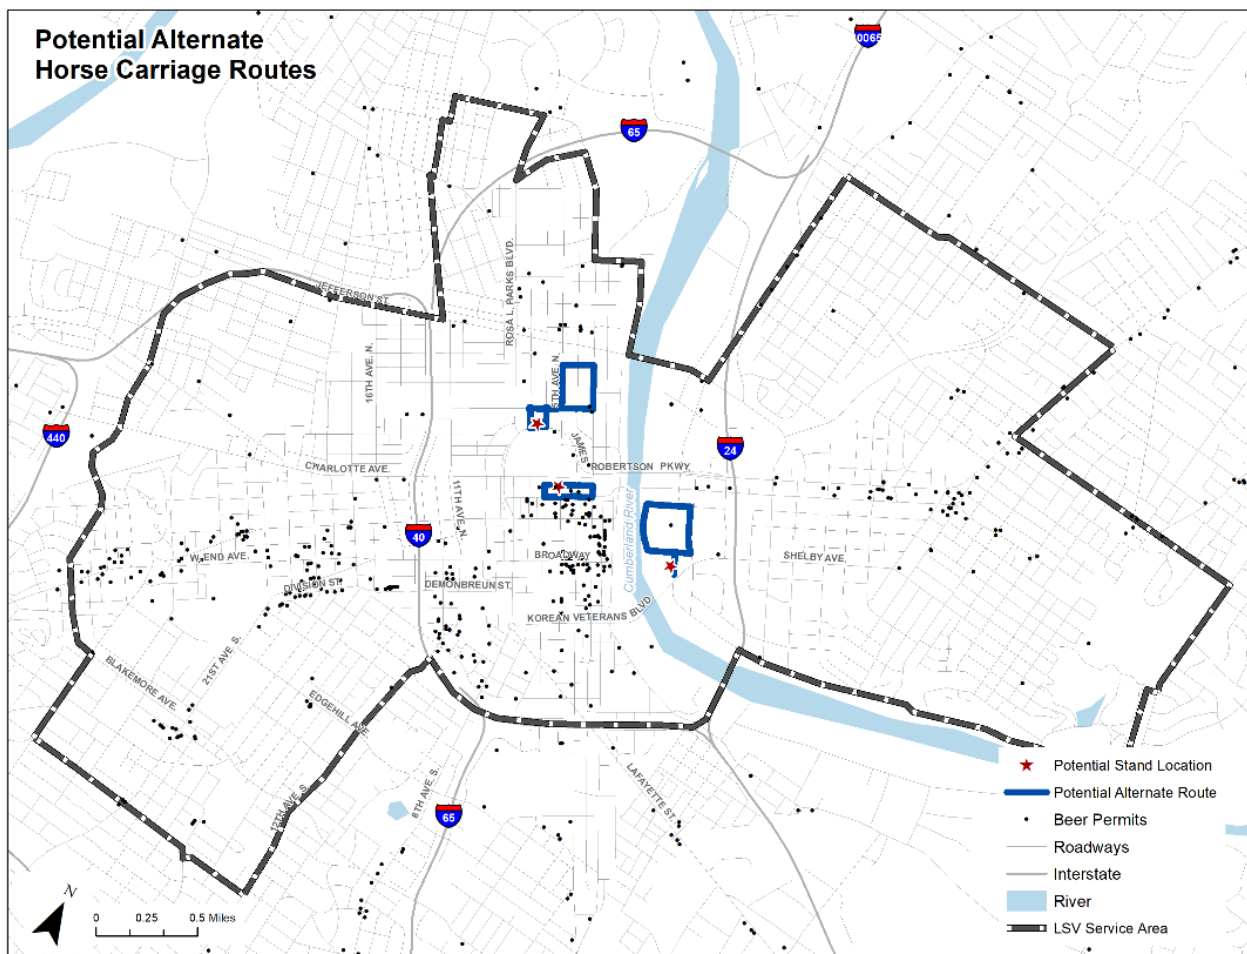 Potential Alternate
Horse Carriage Routes
0065
65
JEFFERSON ST.
ROSA L. PARKS BLVD.
16TH AVE. N.
5TH AVE. N.
440
JAMES
24
CHARLOTTE AVE.
ROBERTSON PKWY
11TH AVE. N.
40
Cumberland River
W. END AVE.
BROADWAY
SHELBY AVE.
DIVISION ST.
DEMONBREUN ST.
KOREAN VETERANS BLVD
21ST AVE. S.
BLAKEMORE AVE.
EDGEHILL AVE.
12TH AVE. S.
8TH AVE. S.
65
LAFAYETTE ST.
N
0 0.25 0.5 Miles
Potential Stand Location
Potential Alternate Route
Beer Permits
Roadways
Interstate
River
LSV Service Area